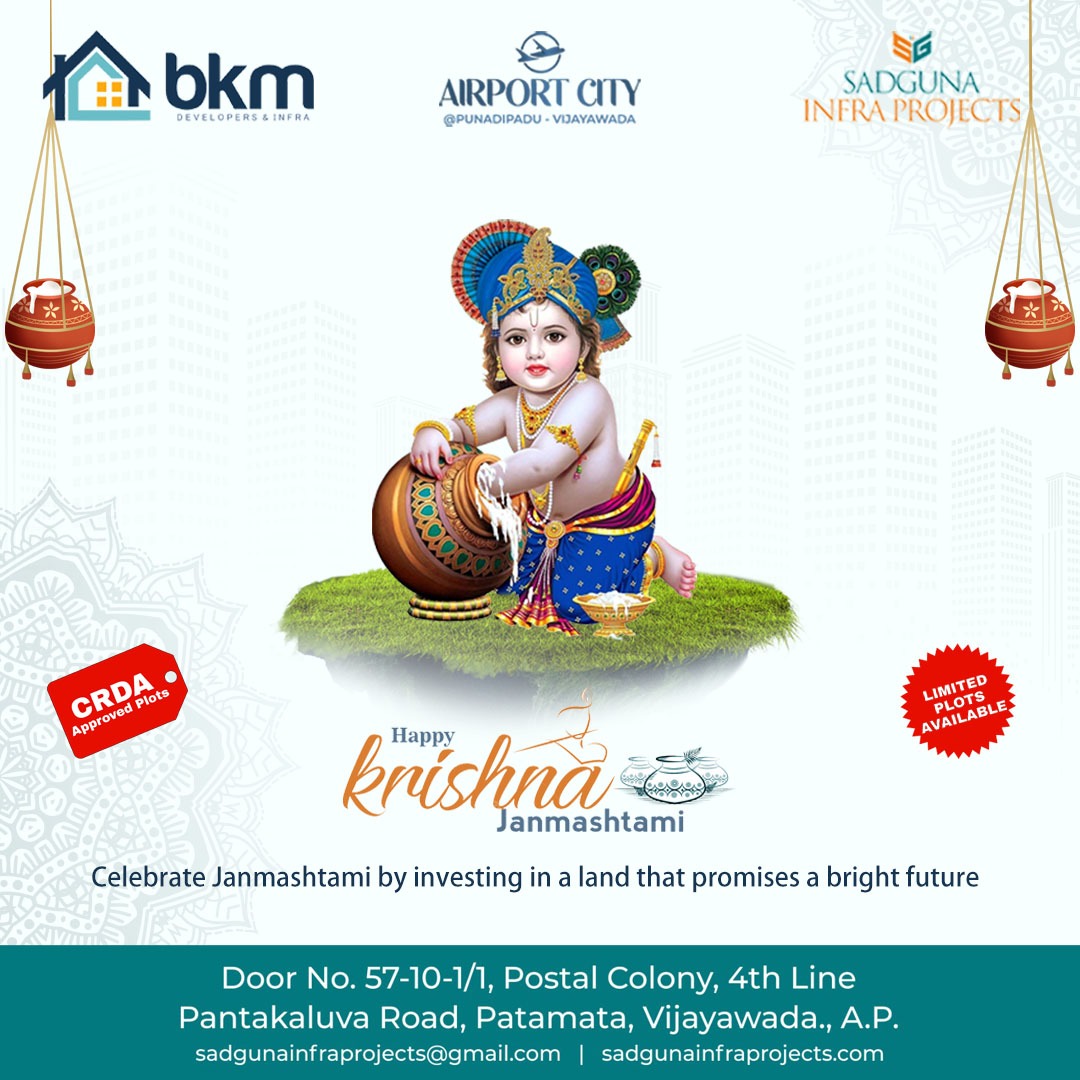 bkm
DEVELOPERS & INFRA
AIRPORT CITY
@PUNADIPADU - VIJAYAWADA
SADGUNA
INFRA PROJECTS
CRDA
Approved Plots
LIMITED
PLOTS
AVAILABLE
Happy
krishna
Janmashtami
Celebrate Janmashtami by investing in a land that promises a bright future
Door No. 57-10-1/1, Postal Colony, 4th Line
Pantakaluva Road, Patamata, Vijayawada., A.P.
sadgunainfraprojects@gmail.com | sadgunainfraprojects.com